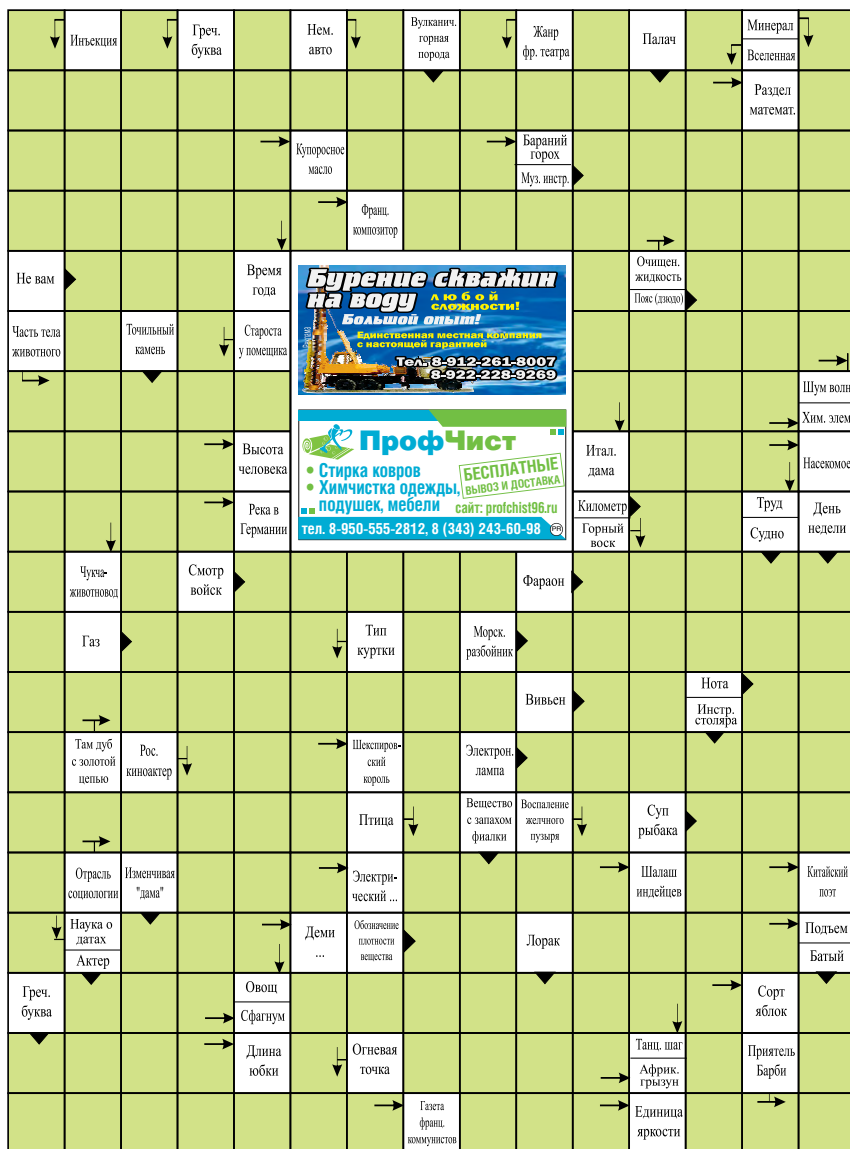 Инъекция
Греч.
буква
Нем.
авто
Вулканич.
горная
порода
Жанр
фр. театра
Палач
Минерал
Вселенная
Раздел
математ.
Купоросное
масло
Бараний
горох
Муз. инстр.
Франц.
композитор
Не вам
Время
года
Бурение скважин
на воду
любой
сложности!
Большой опыт!
Единственная местная компания
с настоящей гарантией
Тел. 8-912-261-8007
8-922-228-9269
Очищен.
жидкость
Пояс (дзюдо)
Часть тела
животного
Точильный
камень
Староста
у помещика
Шум волн
Хим. элем
ПрофЧист
• Стирка ковров
• Химчистка одежды,
подушек, мебели
БЕСПЛАТНЫЕ
ВЫВОЗ И ДОСТАВКА
сайт: profchist96.ru
тел. 8-950-555-2812, 8 (343) 243-60-98
PR
Высота
человека
Итал.
дама
Насекомое
Река в
Германии
Километр
Горный
воск
Труд
Судно
День
недели
Чукча-
животновод
Смотр
войск
Фараон
Газ
Тип
куртки
Морск.
разбойник
Вивьен
Нота
Инстр.
столяра
Там дуб
с золотой
цепью
Рос.
киноактер
Шекспиров-
ский
король
Электрон.
лампа
Птица
Вещество
с запахом
фиалки
Воспаление
желчного
пузыря
Суп
рыбака
Отрасль
социологии
Изменчивая
"дама"
Электри-
ческий ...
Шалаш
индейцев
Китайский
поэт
Наука о
датах
Актер
Деми
...
Обозначение
плотности
вещества
Лорак
Подъем
Батый
Греч.
буква
Овощ
Сфагнум
Сорт
яблок
Длина
юбки
Огневая
точка
Танц. шаг
Африк.
грызун
Приятель
Барби
Газета
франц.
коммунистов
Единица
яркости